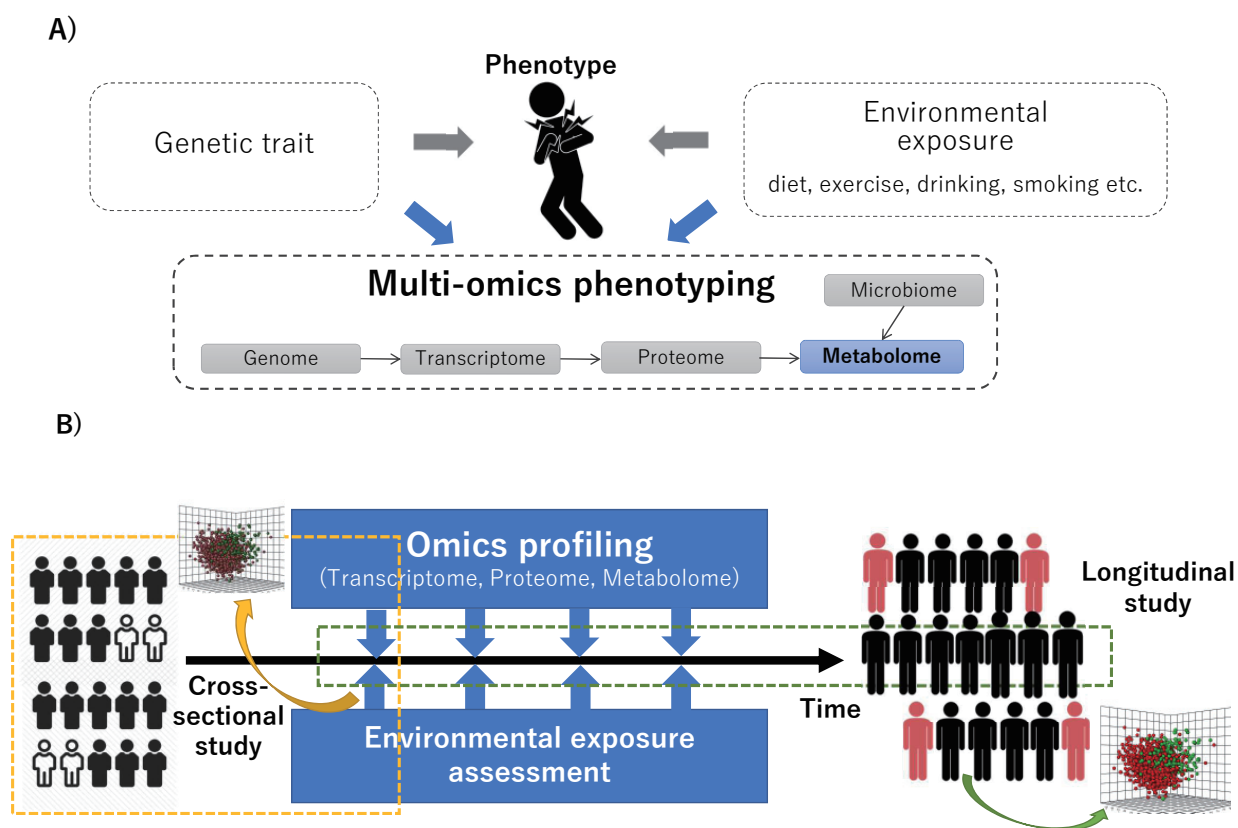 A)
Phenotype
Genetic trait
Environmental
exposure
diet, exercise, drinking, smoking etc.
Multi-omics phenotyping
Microbiome
Genome
Transcriptome
Proteome
Metabolome
B)
Omics profiling
(Transcriptome, Proteome, Metabolome)
Longitudinal
study
Cross-
sectional
study
Time
Environmental exposure
assessment